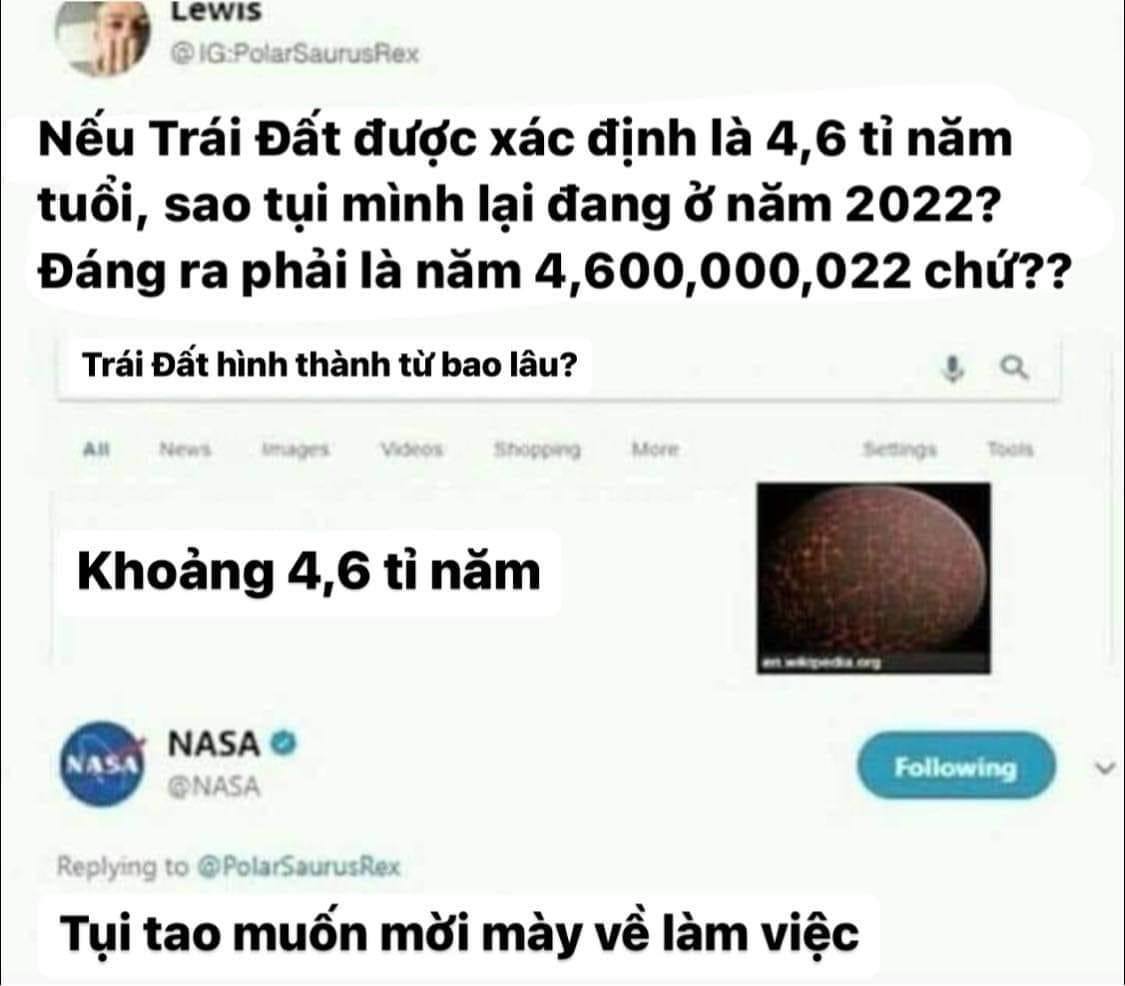 Lewis
@IG:PolarSaurusRex
Nếu Trái Đất được xác định là 4,6 tỉ năm
tuổi, sao tụi mình lại đang ở năm 2022?
Đáng ra phải là năm 4,600,000,022 chứ??
Trái Đất hình thành từ bao lâu?
All News Images Videos Shopping More Settings Tools
Khoảng 4,6 tỉ năm
en.wikipedia.org
NASA
NASA
@NASA
Following
Replying to @PolarSaurusRex
Tụi tao muốn mời mày về làm việc